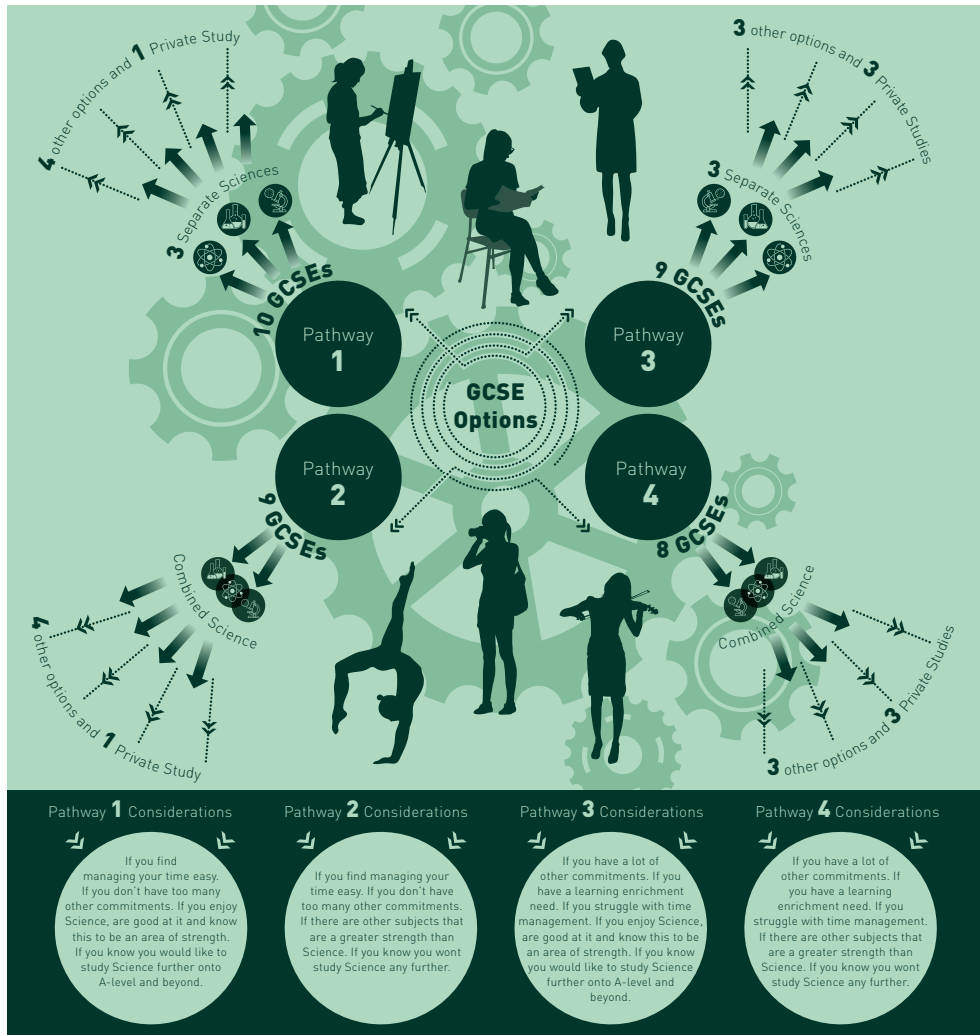 4 other options and 1 Private Study
3 Separate Sciences
10 GCSEs
Pathway
1
3 other options and 3 Private Studies
3 Separate Sciences
9 GCSEs
Pathway
3
GCSE
Options
Pathway
2
9 GCSEs
Combined Science
4 other options and 1 Private Study
Pathway
4
8 GCSEs
Combined Science
3 other options and 3 Private Studies
Pathway 1 Considerations
If you find
managing your time easy.
If you don't have too many
other commitments. If you enjoy
Science, are good at it and know
this to be an area of strength.
If you know you would like to
study Science further onto
A-level and beyond.
Pathway 2 Considerations
If you find managing your
time easy. If you don't have
too many other commitments.
If there are other subjects that
are a greater strength than
Science. If you know you wont
study Science any further.
Pathway 3 Considerations
If you have a lot of
other commitments. If you
have a learning enrichment
need. If you struggle with time
management. If you enjoy Science,
are good at it and know this to be
an area of strength. If you know
you would like to study Science
further onto A-level and
beyond.
Pathway 4 Considerations
If you have a lot of
other commitments. If
you have a learning
enrichment need. If you
struggle with time management.
If there are other subjects that
are a greater strength than
Science. If you know you wont
study Science any further.